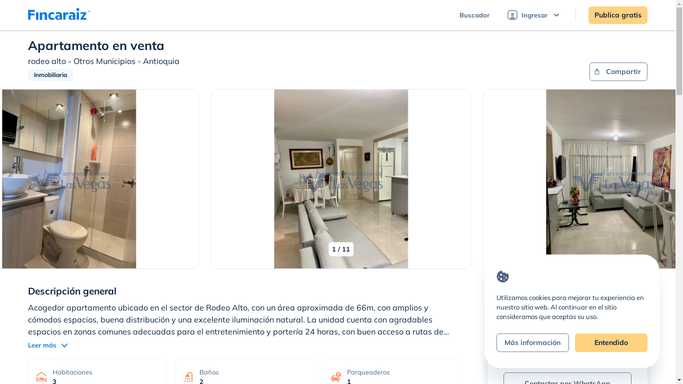 Fincaraiz
Buscador
Ingresar
Publica gratis
Apartamento en venta
rodeo alto - Otros Municipios - Antioquia
Inmobiliaria
Compartir
Las Vegas
Las Vegas
Las Vegas
1 / 11
Descripción general
Acogedor apartamento ubicado en el sector de Rodeo Alto, con un área aproximada de 66m, con amplios y
cómodos espacios, buena distribución y una excelente iluminación natural. La unidad cuenta con agradables
espacios en zonas comunes adecuadas para el entretenimiento y portería 24 horas, con buen acceso a rutas de...
Leer más
Habitaciones
3
Baños
2
Parqueaderos
1
Utilizamos cookies para mejorar tu experiencia en
nuestro sitio web. Al continuar en el sitio
consideramos que aceptas su uso.
Más información
Entendido
Contactar por WhatsApp